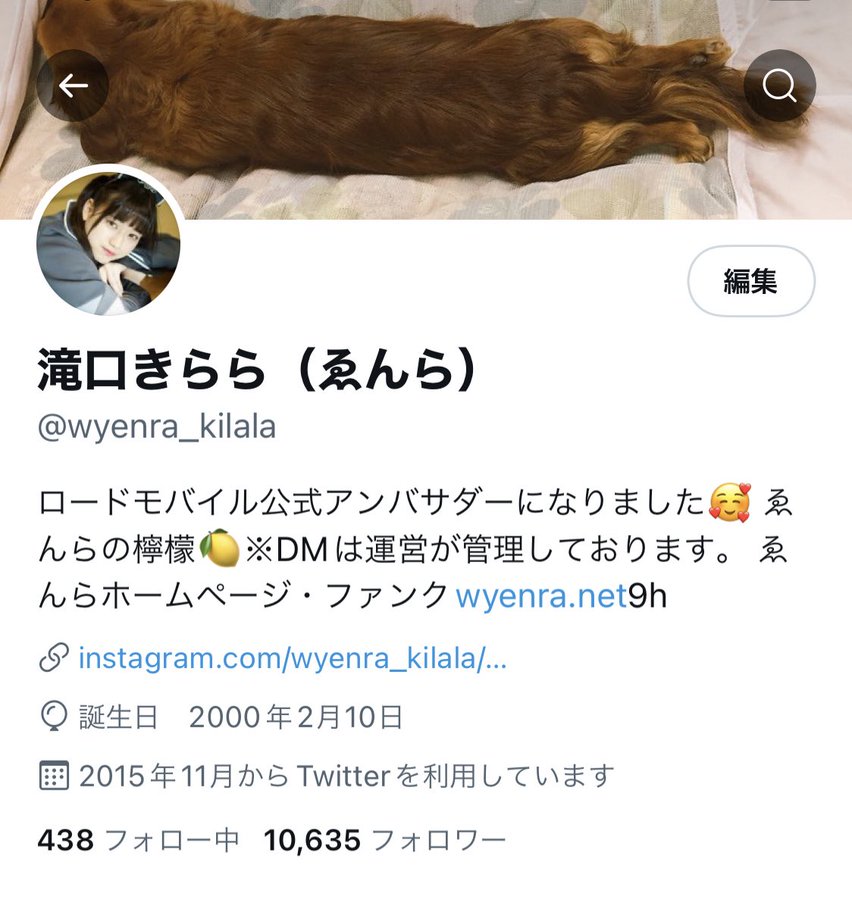 編集
滝口きらら（ゑんら）
@wyenra_kilala
ロードモバイル公式アンバサダーになりました🥰 ゑ
んらの檸檬🍋※DMは運営が管理しております。 ゑ
んらホームページ・ファンク wyenra.net9h
instagram.com/wyenra_kilala/...
誕生日 2000年2月10日
2015年11月からTwitterを利用しています
438 フォロー中 10,635 フォロワー